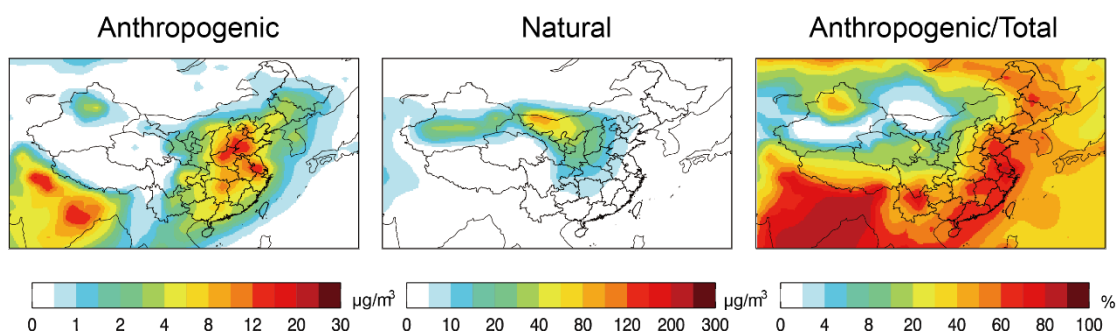 Anthropogenic
Natural
Anthropogenic/Total
µg/m³
0 1 2 4 8 12 20 30
µg/m³
0 10 20 40 80 120 200 300
%
0 4 8 12 20 40 60 80 100